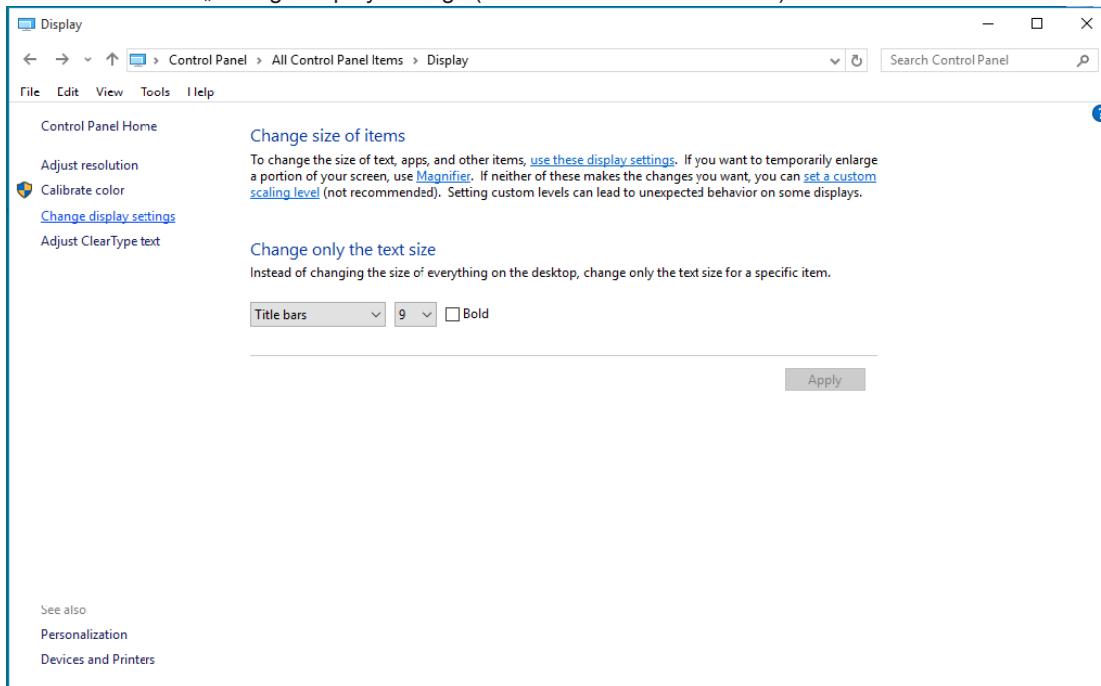 Display
Control Panel > All Control Panel Items > Display
Search Control Panel
File Edit View Tools Help
Control Panel Home
Adjust resolution
Calibrate color
Change display settings
Adjust ClearType text
Change size of items
To change the size of text, apps, and other items, use these display settings. If you want to temporarily enlarge
a portion of your screen, use Magnifier. If neither of these makes the changes you want, you can set a custom
scaling level (not recommended). Setting custom levels can lead to unexpected behavior on some displays.
Change only the text size
Instead of changing the size of everything on the desktop, change only the text size for a specific item.
Title bars 9 Bold
Apply
See also
Personalization
Devices and Printers